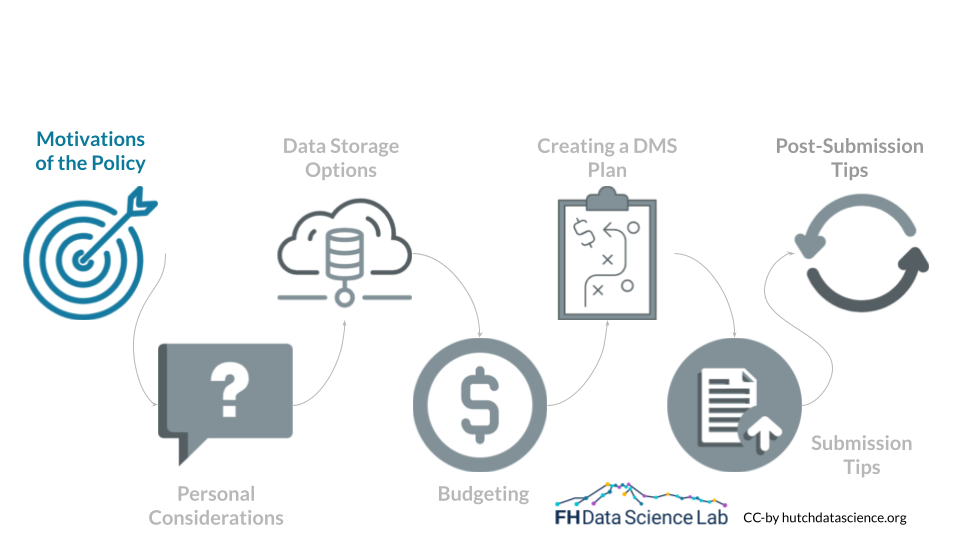 Motivations
of the Policy
Personal
Considerations
Data Storage
Options
Budgeting
Creating a DMS
Plan
Submission
Tips
Post-Submission
Tips
?
$
$
FH Data Science Lab
CC-by hutchdatascience.org